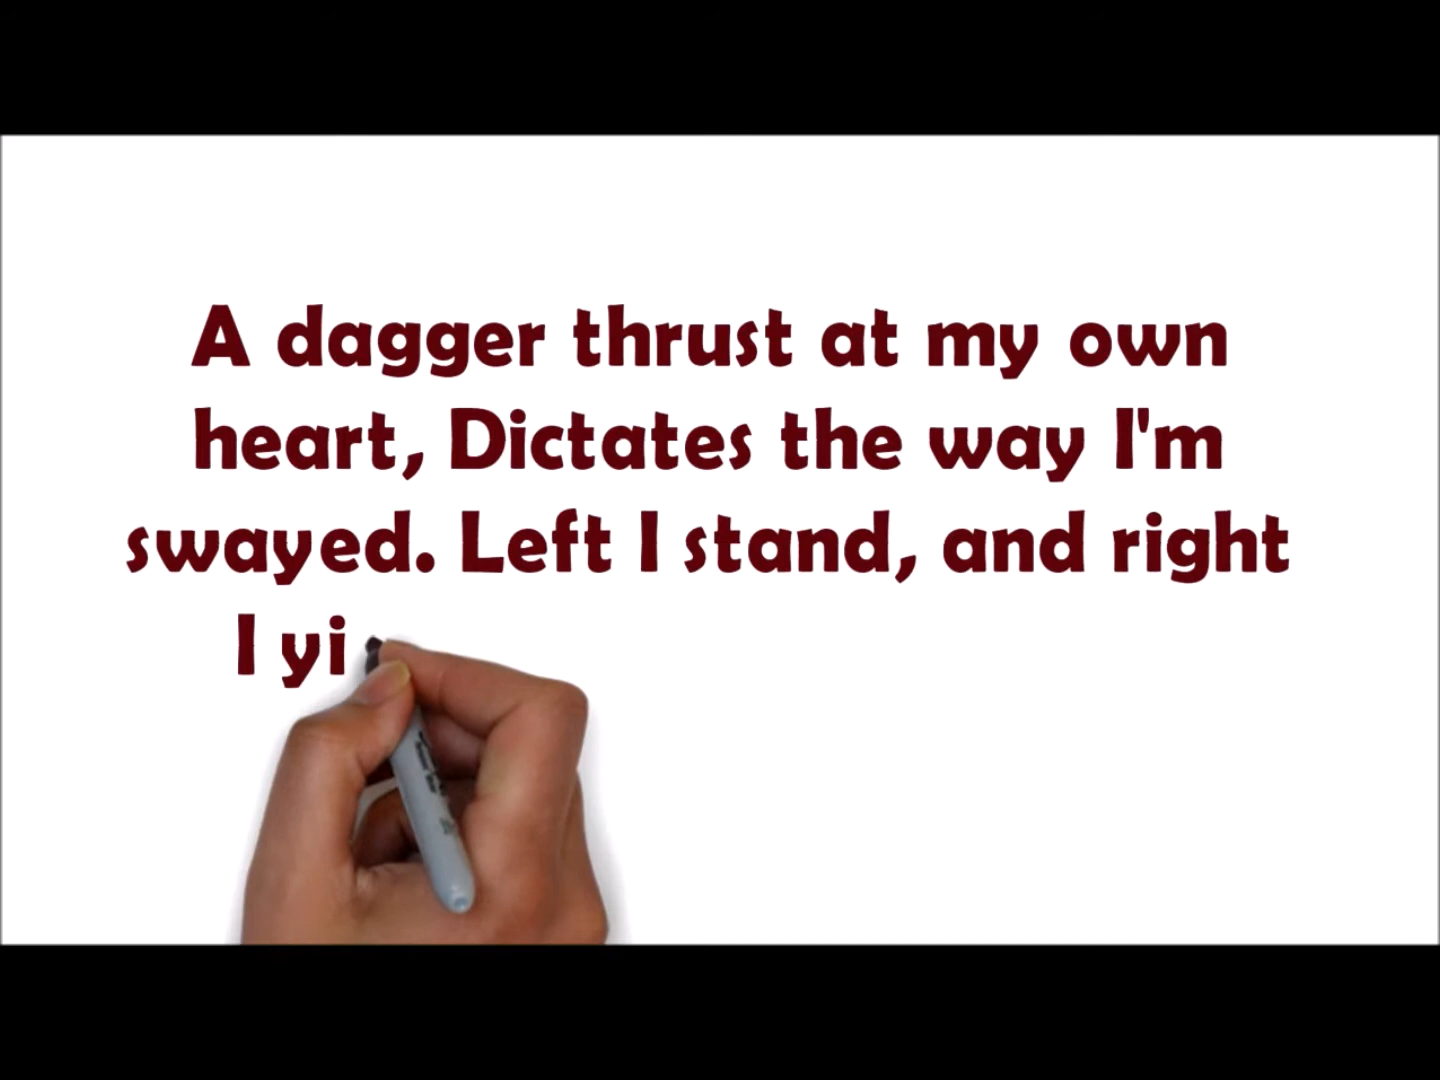 A dagger thrust at my own
heart, Dictates the way I'm
swayed. Left I stand, and right
I yi